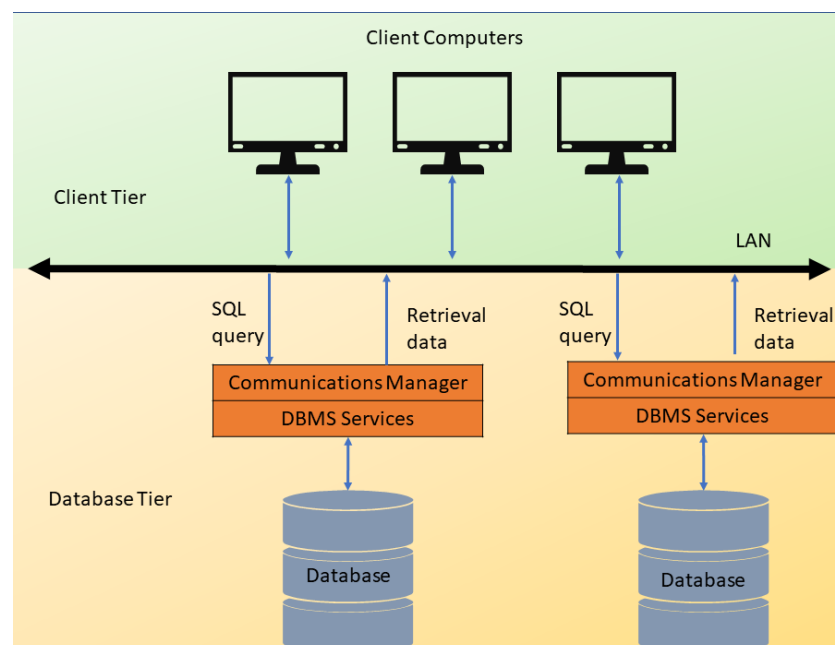 Client Computers
Client Tier
LAN
SQL
query
Retrieval
data
SQL
query
Retrieval
data
Communications Manager
DBMS Services
Communications Manager
DBMS Services
Database Tier
Database
Database